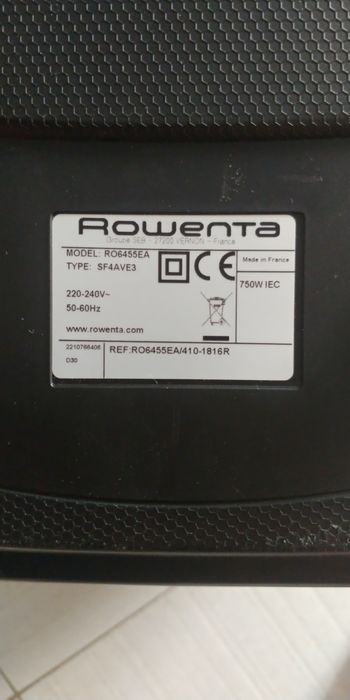 Rowenta
Groupe SEB - 27200 VERNON - France
MODEL: RO6455EA
TYPE: SF4AVE3
CE
Made in France
750W IEC
220-240V~
50-60Hz
www.rowenta.com
2210766406
O30
REF:RO6455EA/410-1816R